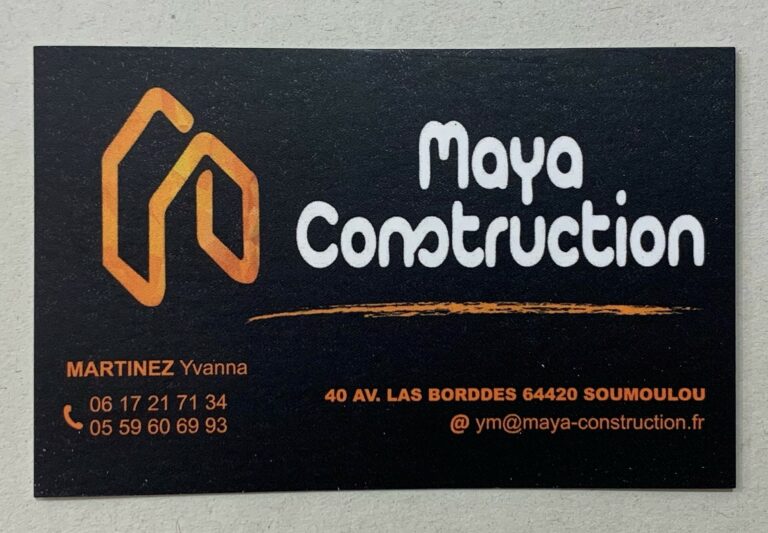 Maya
Construction
MARTINEZ Yvanna
06 17 21 71 34
05 59 60 69 93
40 AV. LAS BORDDES 64420 SOUMOULOU
@ ym@maya-construction.fr